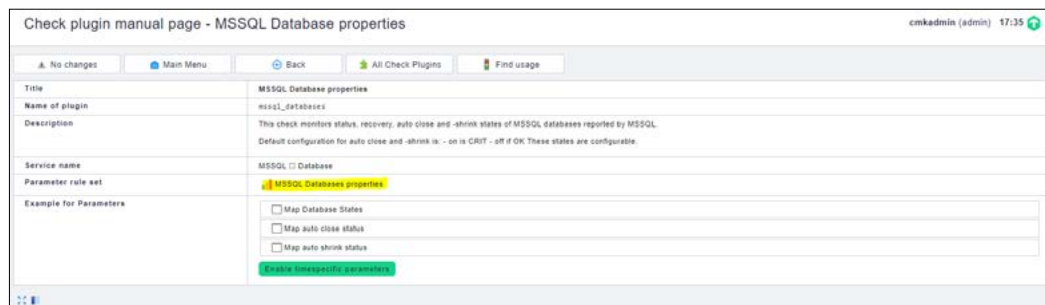 Check plugin manual page - MSSQL Database properties
cmkadmin (admin) 17:35
No changes
Main Menu
Back
All Check Plugins
Find usage
Title
MSSQL Database properties
Name of plugin
mssql_databases
Description
This check monitors status, recovery, auto close and -shrink states of MSSQL databases reported by MSSQL.
Default configuration for auto close and -shrink is: - on is CRIT - off if OK These states are configurable.
Service name
MSSQL □ Database
Parameter rule set
MSSQL Databases properties
Example for Parameters
Map Database States
Map auto close status
Map auto shrink status
Enable timespecific parameters